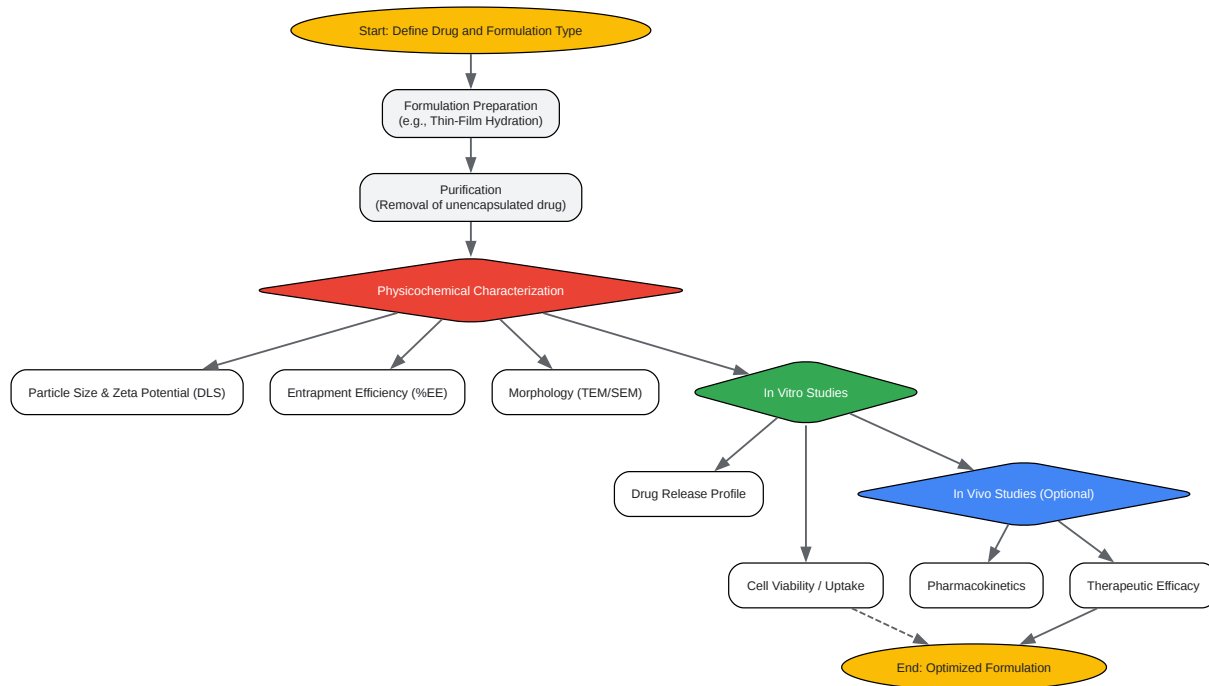 Start: Define Drug and Formulation Type
Formulation Preparation
(e.g., Thin-Film Hydration)
Purification
(Removal of unencapsulated drug)
Physicochemical Characterization
Particle Size & Zeta Potential (DLS)
Entrapment Efficiency (%EE)
Morphology (TEM/SEM)
In Vitro Studies
Drug Release Profile
In Vivo Studies (Optional)
Cell Viability / Uptake
Pharmacokinetics
Therapeutic Efficacy
End: Optimized Formulation